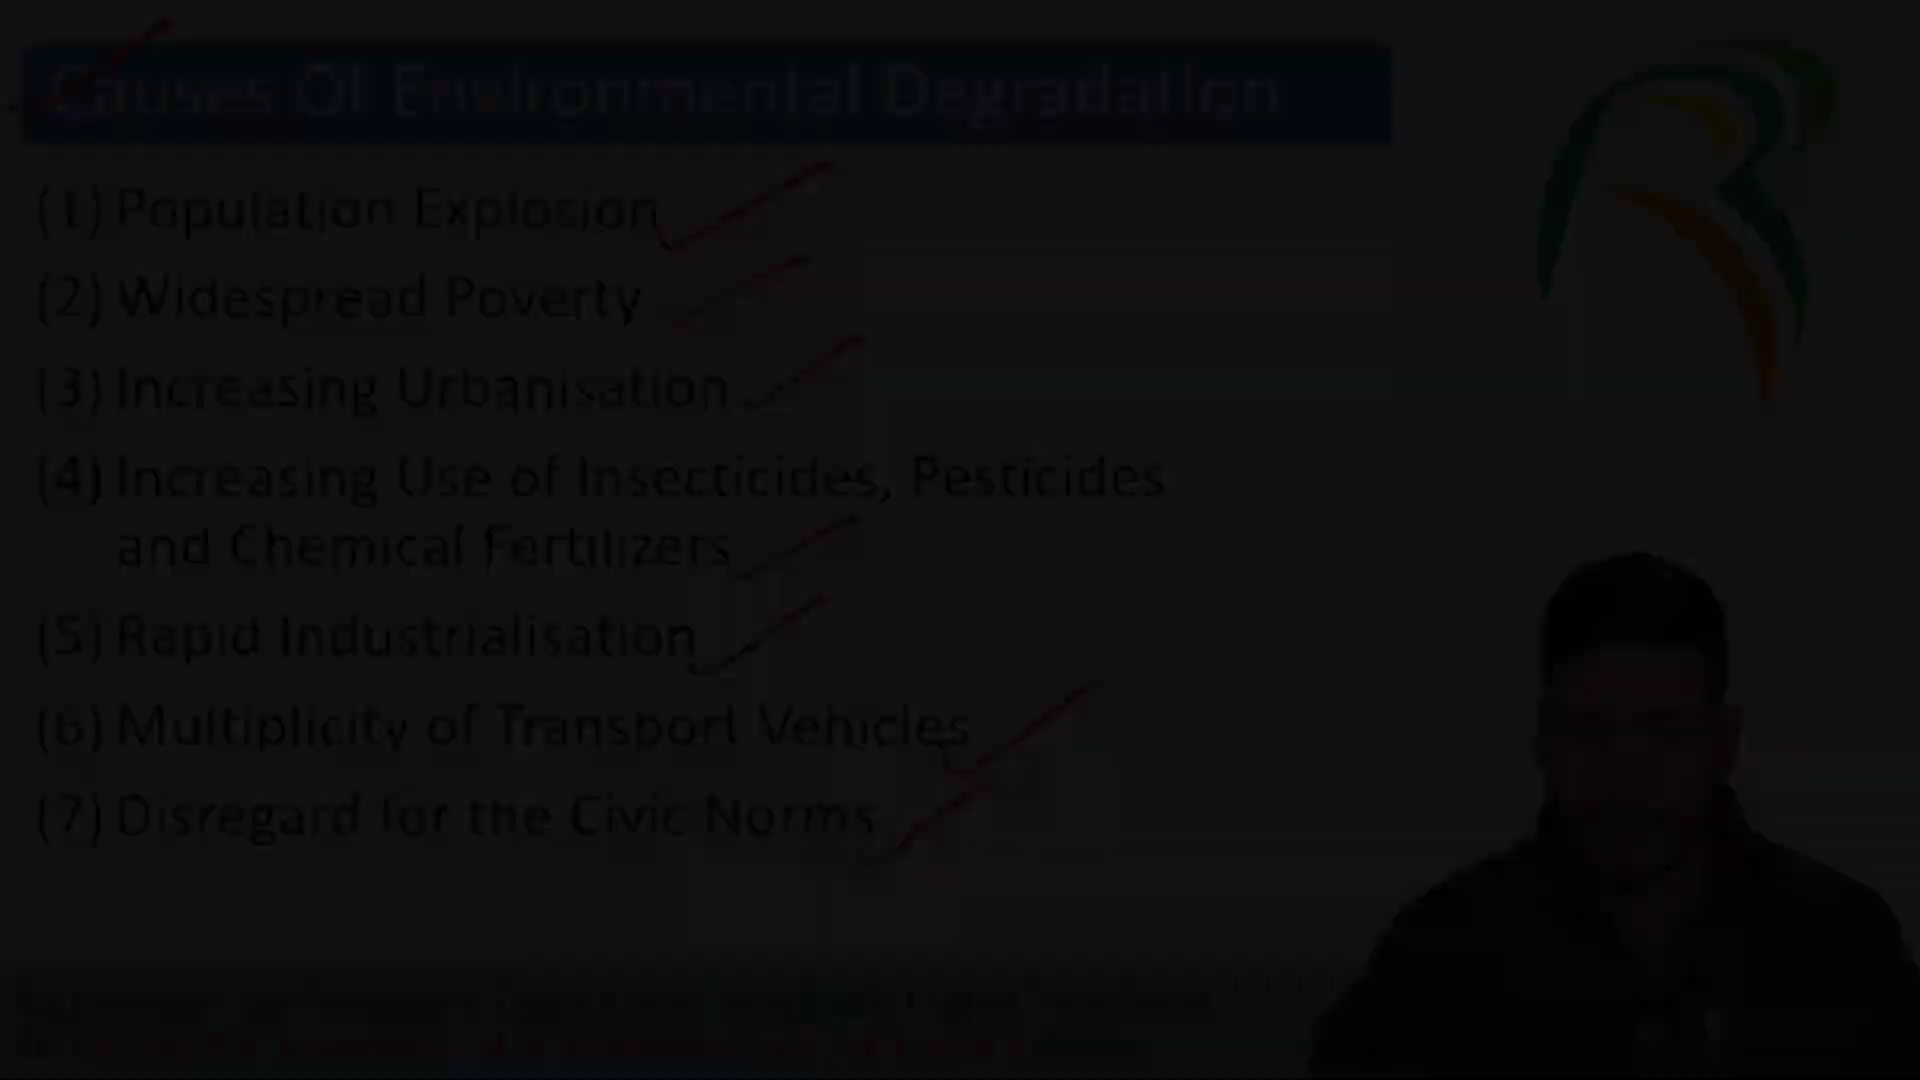 Causes Of Environmental Degradation
(1) Population Explosion
(2) Widespread Poverty
(3) Increasing Urbanisation
(4) Increasing Use of Insecticides, Pesticides
and Chemical Fertilizers
(5) Rapid Industrialisation
(6) Multiplicity of Transport Vehicles
(7) Disregard for the Civic Norms